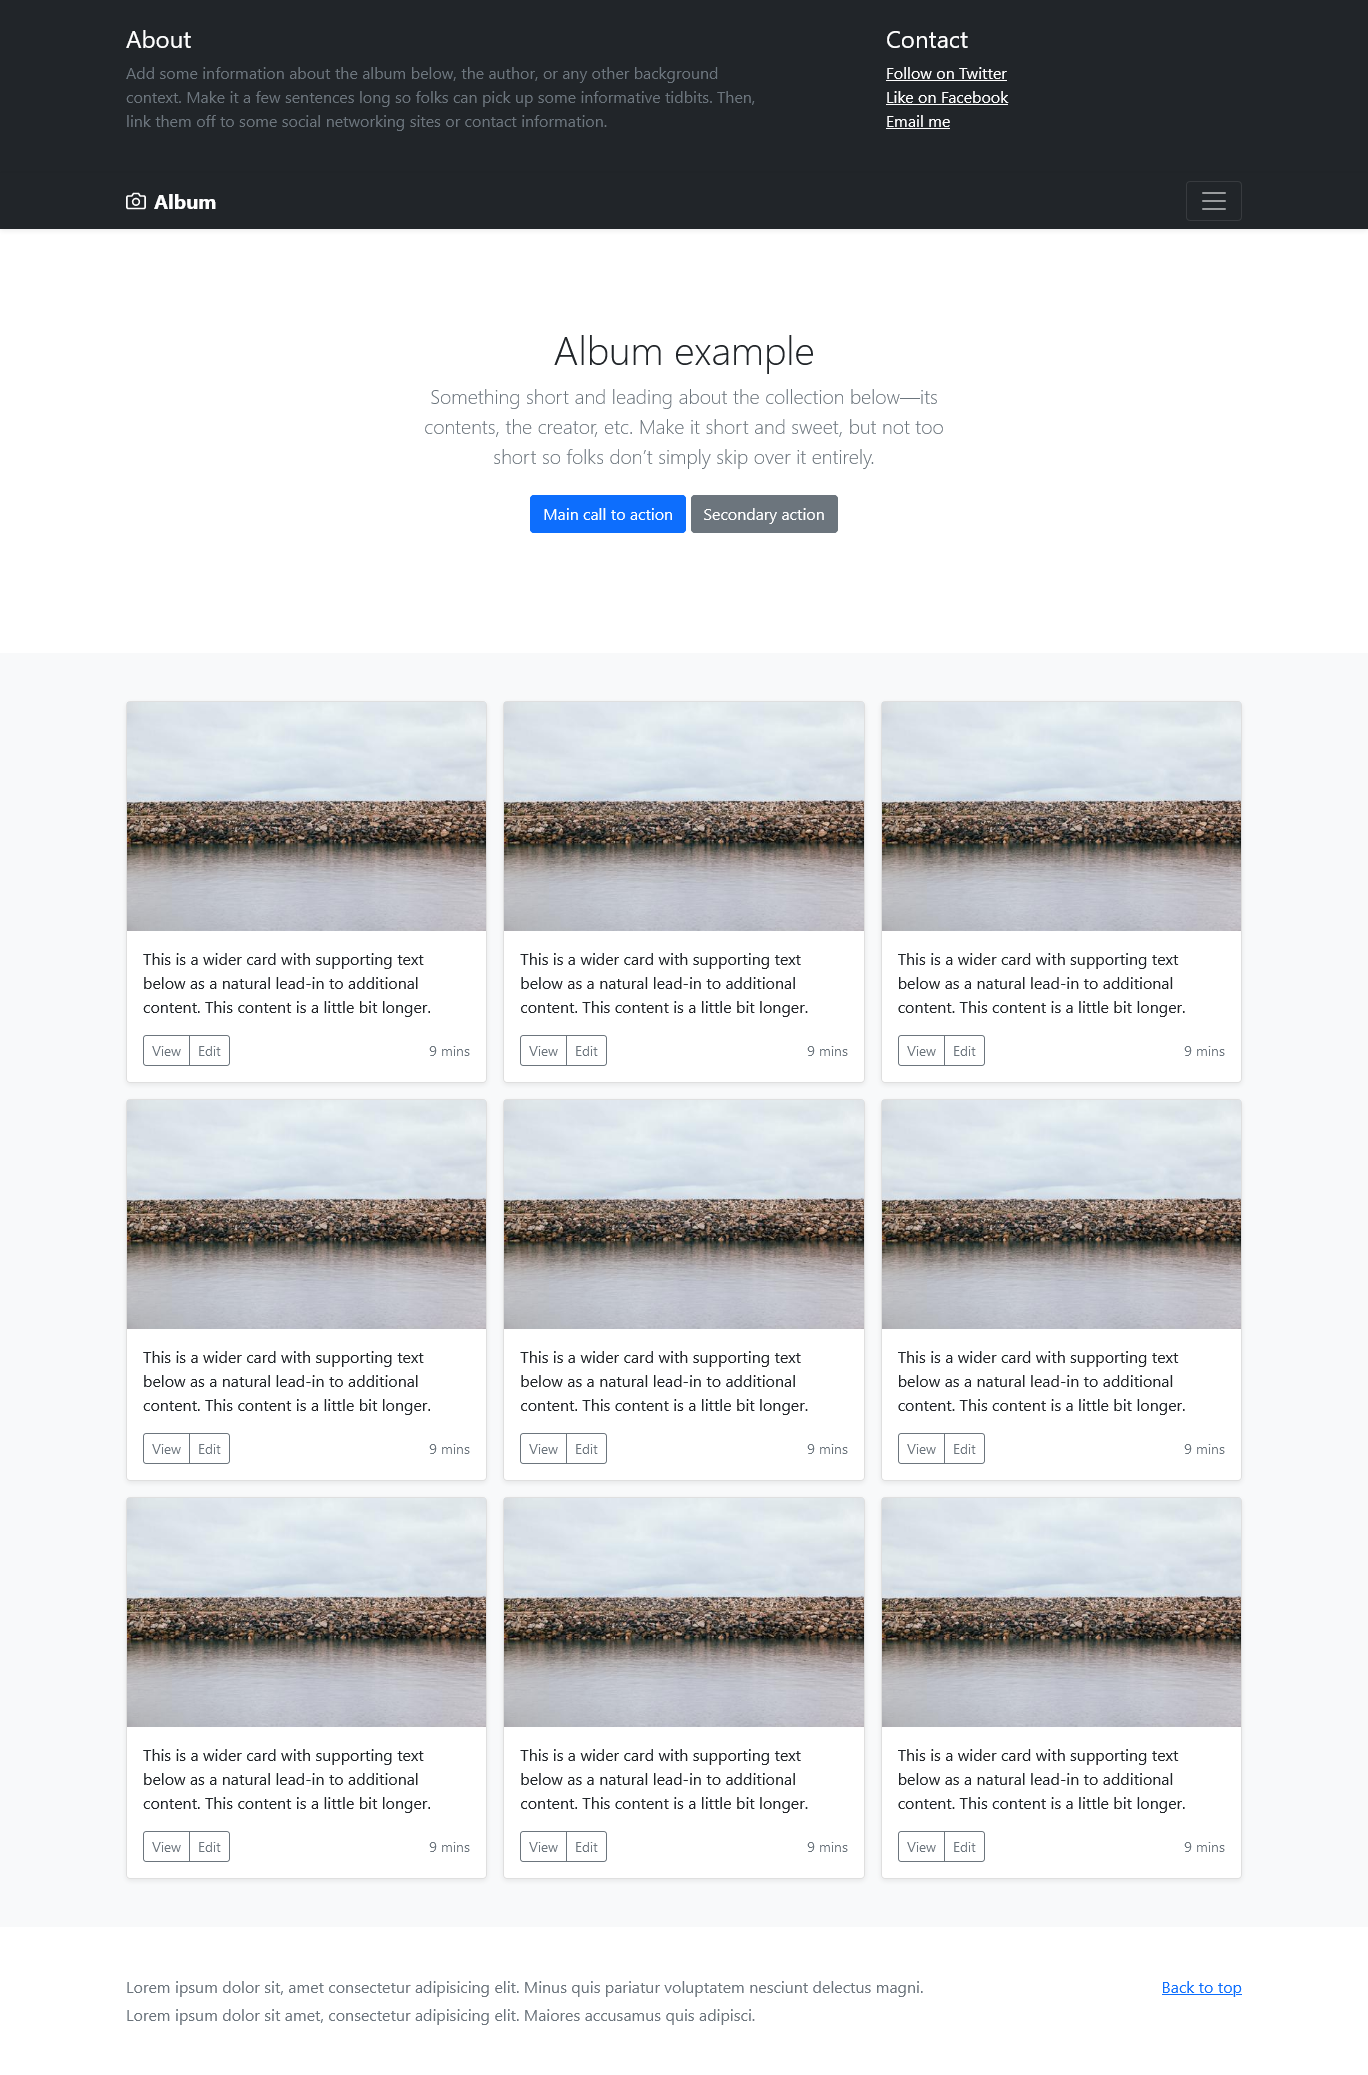 About
Add some information about the album below, the author, or any other background
context. Make it a few sentences long so folks can pick up some informative tidbits. Then,
link them off to some social networking sites or contact information.
Contact
Follow on Twitter
Like on Facebook
Email me
Album
Album example
Something short and leading about the collection below—its
contents, the creator, etc. Make it short and sweet, but not too
short so folks don’t simply skip over it entirely.
Main call to action
Secondary action
This is a wider card with supporting text
below as a natural lead-in to additional
content. This content is a little bit longer.
View Edit 9 mins
This is a wider card with supporting text
below as a natural lead-in to additional
content. This content is a little bit longer.
View Edit 9 mins
This is a wider card with supporting text
below as a natural lead-in to additional
content. This content is a little bit longer.
View Edit 9 mins
This is a wider card with supporting text
below as a natural lead-in to additional
content. This content is a little bit longer.
View Edit 9 mins
This is a wider card with supporting text
below as a natural lead-in to additional
content. This content is a little bit longer.
View Edit 9 mins
This is a wider card with supporting text
below as a natural lead-in to additional
content. This content is a little bit longer.
View Edit 9 mins
This is a wider card with supporting text
below as a natural lead-in to additional
content. This content is a little bit longer.
View Edit 9 mins
This is a wider card with supporting text
below as a natural lead-in to additional
content. This content is a little bit longer.
View Edit 9 mins
This is a wider card with supporting text
below as a natural lead-in to additional
content. This content is a little bit longer.
View Edit 9 mins
Lorem ipsum dolor sit, amet consectetur adipisicing elit. Minus quis pariatur voluptatem nesciunt delectus magni.
Lorem ipsum dolor sit amet, consectetur adipisicing elit. Maiores accusamus quis adipisci.
Back to top